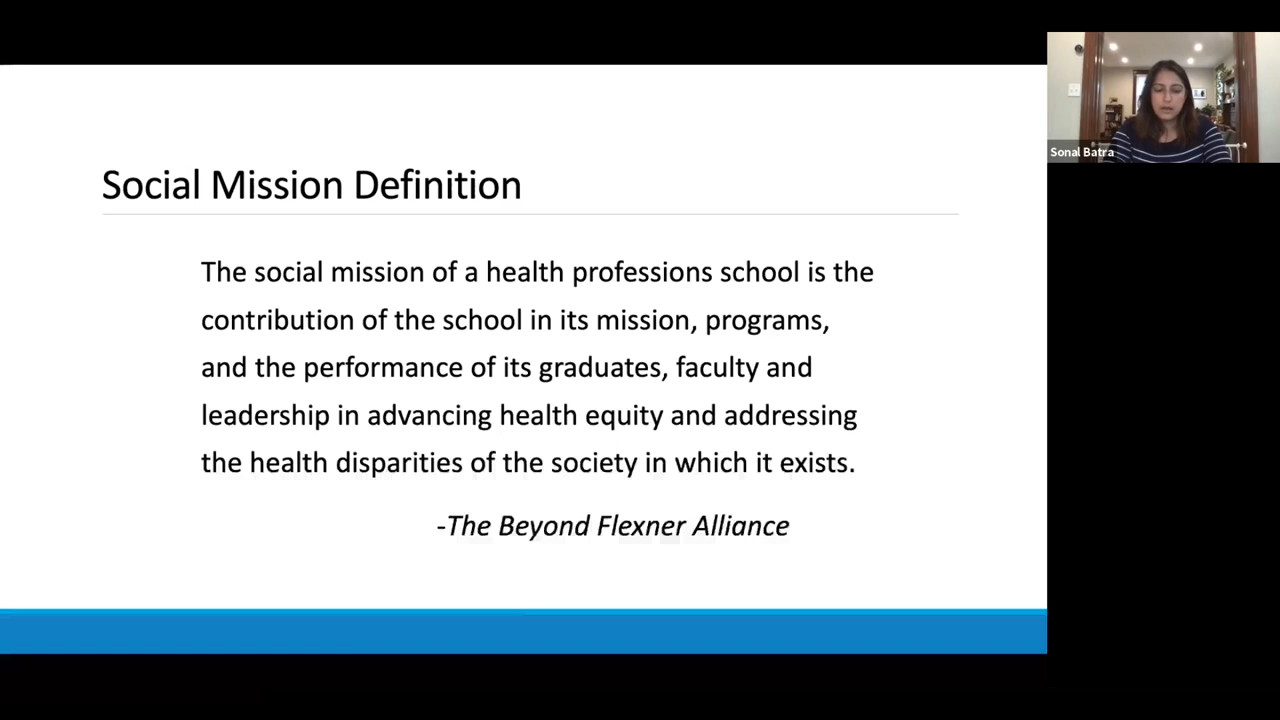 Social Mission Definition
The social mission of a health professions school is the
contribution of the school in its mission, programs,
and the performance of its graduates, faculty and
leadership in advancing health equity and addressing
the health disparities of the society in which it exists.
-The Beyond Flexner Alliance
Sonal Batra